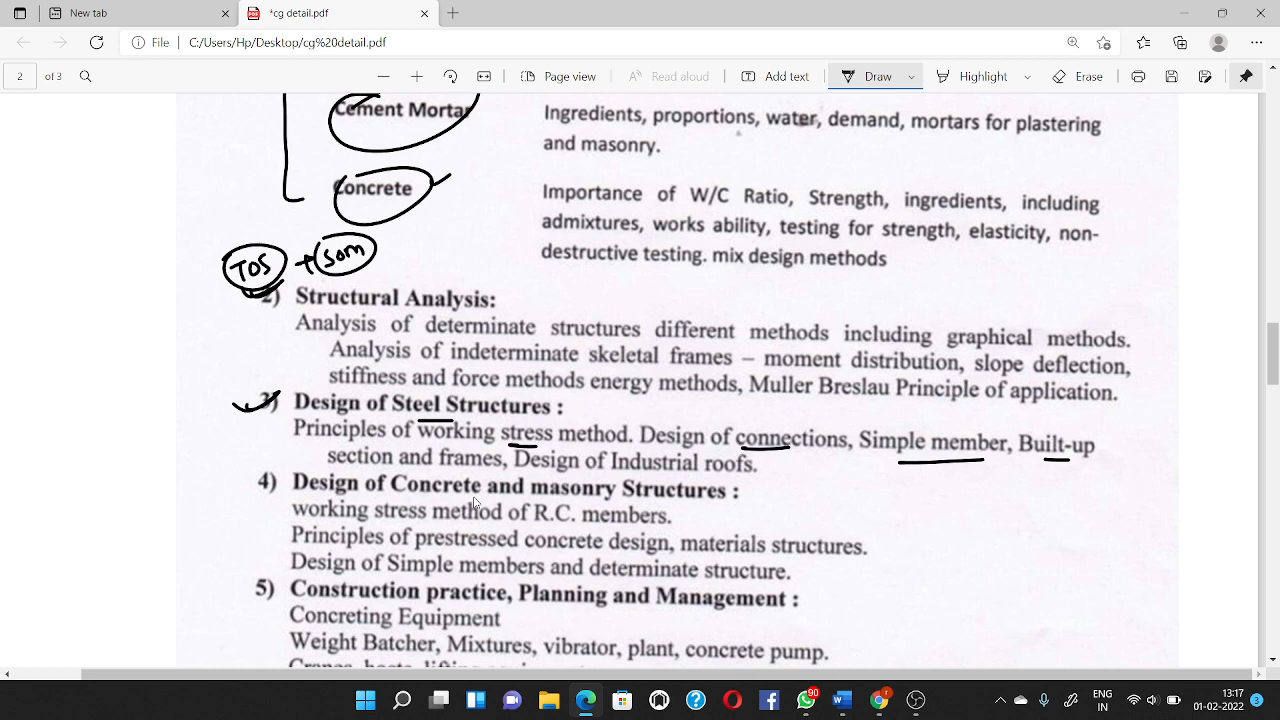 New tab
*cg detail.pdf
File
C:/Users/Hp/Desktop/cg%20detail.pdf
2 of 3
Page view
Read aloud
Add text
Draw
Highlight
Erase
Cement Mortar
Ingredients, proportions, water, demand, mortars for plastering
and masonry.
Concrete
Importance of W/C Ratio, Strength, ingredients, including
admixtures, works ability, testing for strength, elasticity, non-
destructive testing. mix design methods
TOS + SOM
2) Structural Analysis:
Analysis of determinate structures different methods including graphical methods.
Analysis of indeterminate skeletal frames – moment distribution, slope deflection,
stiffness and force methods energy methods, Muller Breslau Principle of application.
3) Design of Steel Structures :
Principles of working stress method. Design of connections, Simple member, Built-up
section and frames, Design of Industrial roofs.
4) Design of Concrete and masonry Structures :
working stress method of R.C. members.
Principles of prestressed concrete design, materials structures.
Design of Simple members and determinate structure.
5) Construction practice, Planning and Management :
Concreting Equipment
Weight Batcher, Mixtures, vibrator, plant, concrete pump.
90
ENG
IN
13:17
01-02-2022
3